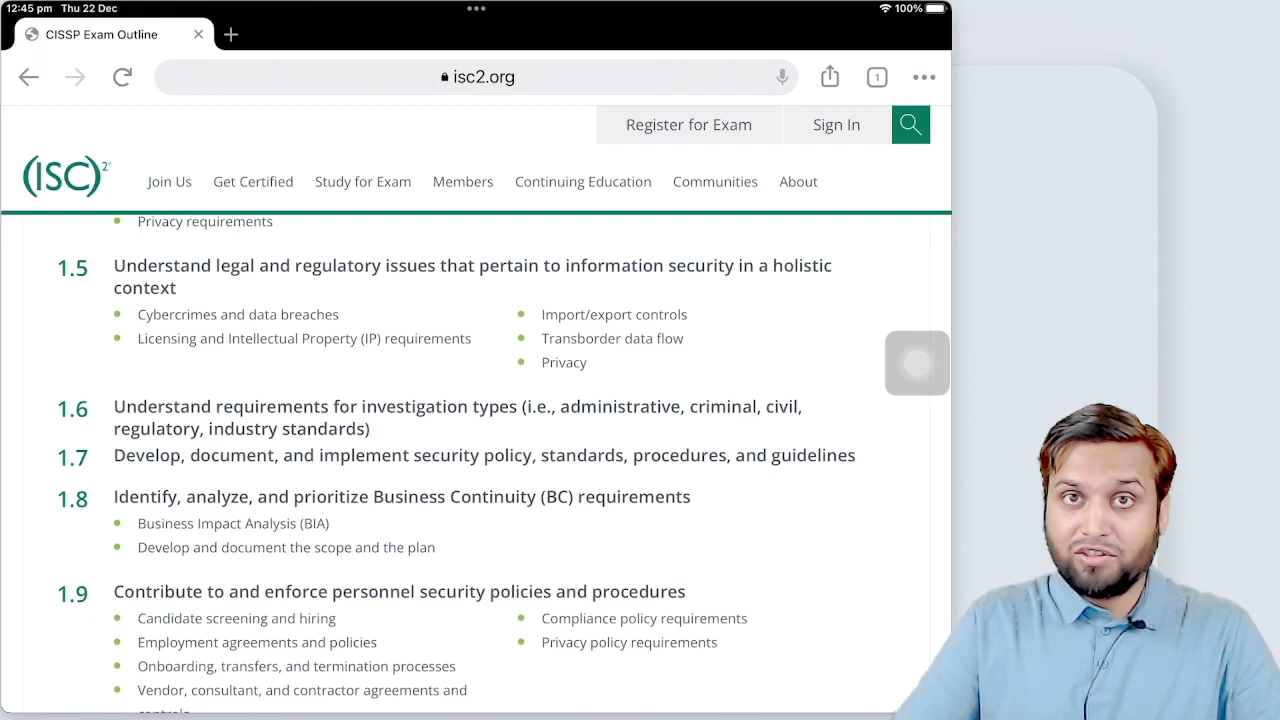 12:45 pm Thu 22 Dec
100%
CISSP Exam Outline
isc2.org
1
Register for Exam
Sign In
(ISC)²®
Join Us
Get Certified
Study for Exam
Members
Continuing Education
Communities
About
Privacy requirements
1.5 Understand legal and regulatory issues that pertain to information security in a holistic
context
Cybercrimes and data breaches
Licensing and Intellectual Property (IP) requirements
Import/export controls
Transborder data flow
Privacy
1.6 Understand requirements for investigation types (i.e., administrative, criminal, civil,
regulatory, industry standards)
1.7 Develop, document, and implement security policy, standards, procedures, and guidelines
1.8 Identify, analyze, and prioritize Business Continuity (BC) requirements
Business Impact Analysis (BIA)
Develop and document the scope and the plan
1.9 Contribute to and enforce personnel security policies and procedures
Candidate screening and hiring
Employment agreements and policies
Onboarding, transfers, and termination processes
Vendor, consultant, and contractor agreements and
controls
Compliance policy requirements
Privacy policy requirements